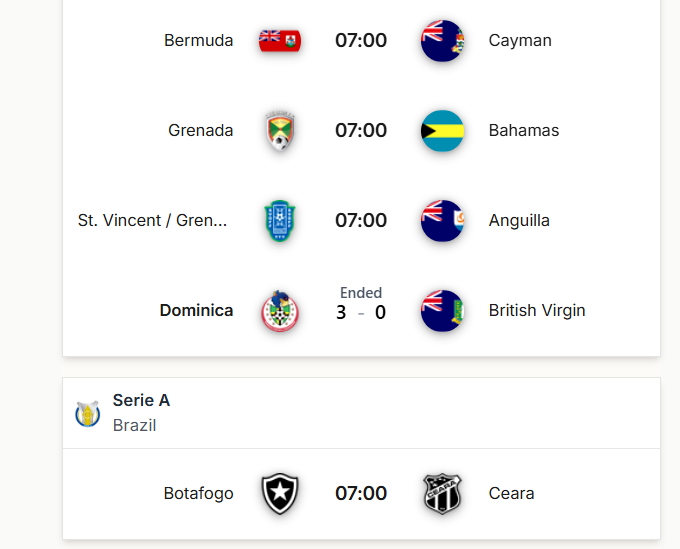 Bermuda 07:00 Cayman
Grenada 07:00 Bahamas
St. Vincent / Gren... 07:00 Anguilla
Ended
Dominica 3 - 0 British Virgin
Serie A
Brazil
Botafogo 07:00 CEARÁ Ceara